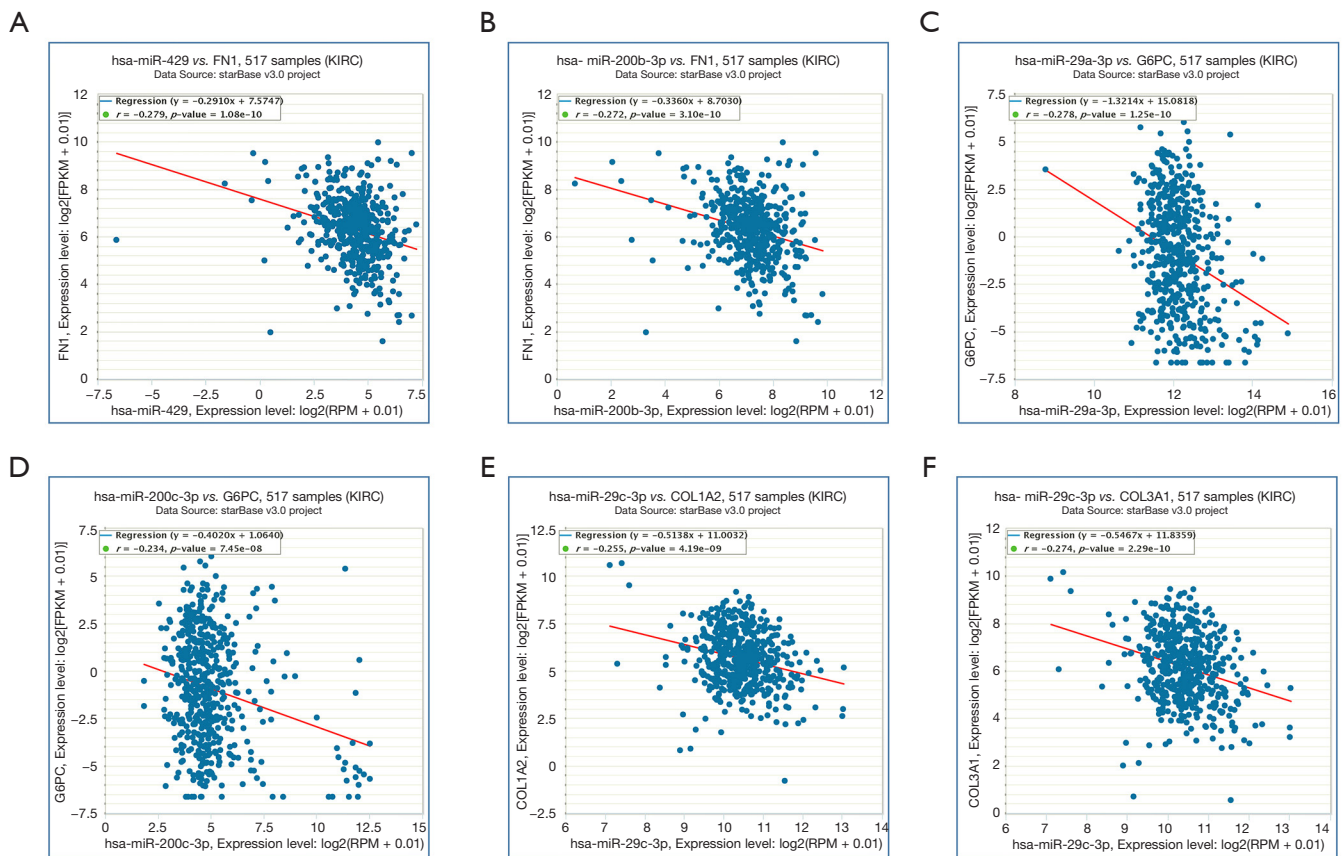 A
hsa-miR-429 vs. FN1, 517 samples (KIRC)
Data Source: starBase v3.0 project
Regression (y = −0.2910x + 7.5747)
r = −0.279, p-value = 1.08e−10
FN1, Expression level: log2[FPKM + 0.01)]
12
10
8
6
4
2
0
−7.5 −5 −2.5 0 2.5 5 7.5
hsa-miR-429, Expression level: log2(RPM + 0.01)
B
hsa- miR-200b-3p vs. FN1, 517 samples (KIRC)
Data Source: starBase v3.0 project
Regression (y = −0.3360x + 8.7030)
r = −0.272, p-value = 3.10e−10
FN1, Expression level: log2[FPKM + 0.01)]
12
10
8
6
4
2
0
0 2 4 6 8 10 12
hsa-miR-200b-3p, Expression level: log2(RPM + 0.01)
C
hsa-miR-29a-3p vs. G6PC, 517 samples (KIRC)
Data Source: starBase v3.0 project
Regression (y = −1.3214x + 15.0818)
r = −0.278, p-value = 1.25e−10
G6PC, Expression level: log2[FPKM + 0.01)]
7.5
5
2.5
0
−2.5
−5
−7.5
8 10 12 14 16
hsa-miR-29a-3p, Expression level: log2(RPM + 0.01)
D
hsa-miR-200c-3p vs. G6PC, 517 samples (KIRC)
Data Source: starBase v3.0 project
Regression (y = −0.4020x + 1.0640)
r = −0.234, p-value = 7.45e−08
G6PC, Expression level: log2[FPKM + 0.01)]
7.5
5
2.5
0
−2.5
−5
−7.5
0 2.5 5 7.5 10 12.5 15
hsa-miR-200c-3p, Expression level: log2(RPM + 0.01)
E
hsa-miR-29c-3p vs. COL1A2, 517 samples (KIRC)
Data Source: starBase v3.0 project
Regression (y = −0.5138x + 11.0032)
r = −0.255, p-value = 4.19e−09
COL1A2, Expression level: log2[FPKM + 0.01)]
12.5
10
7.5
5
2.5
0
−2.5
6 7 8 9 10 11 12 13 14
hsa-miR-29c-3p, Expression level: log2(RPM + 0.01)
F
hsa- miR-29c-3p vs. COL3A1, 517 samples (KIRC)
Data Source: starBase v3.0 project
Regression (y = −0.5467x + 11.8359)
r = −0.274, p-value = 2.29e−10
COL3A1, Expression level: log2[FPKM + 0.01)]
12
10
8
6
4
2
0
6 7 8 9 10 11 12 13 14
hsa-miR-29c-3p, Expression level: log2(RPM + 0.01)